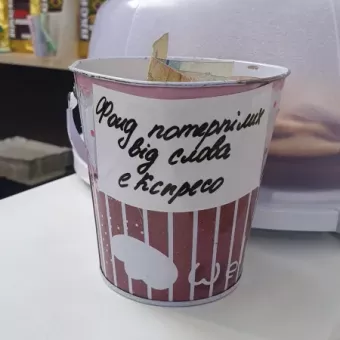 Фонд потерпілих
від слова
експресо